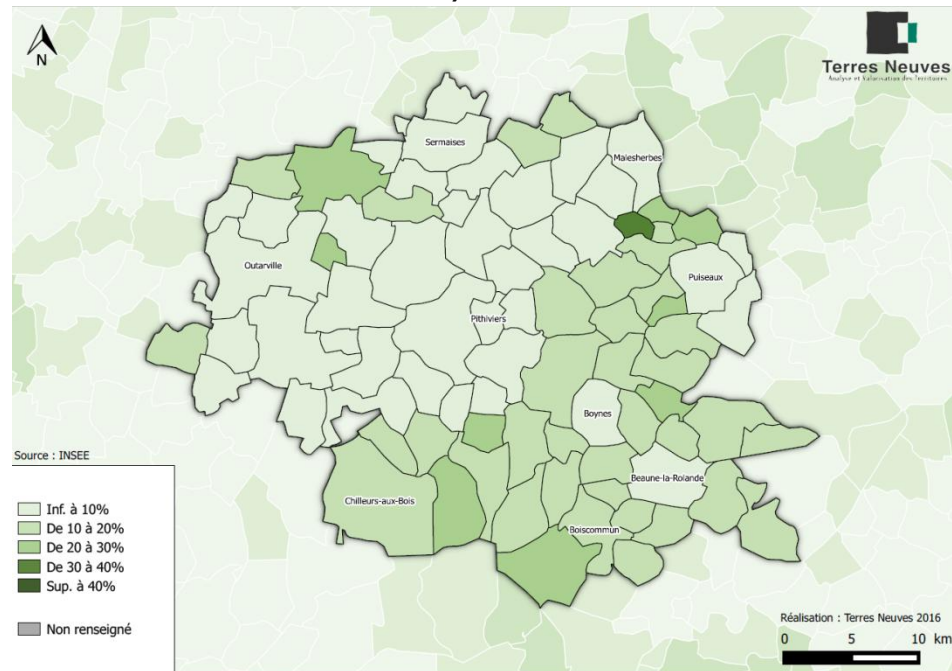 N
Terres Neuves
Analyse et Valorisation des Territoires
Sermaises
Malesherbes
Outarville
Puiseaux
Pithiviers
Boynes
Source : INSEE
Beaune-la-Rolande
Chilleurs-aux-Bois
Boiscommun
Inf. à 10%
De 10 à 20%
De 20 à 30%
De 30 à 40%
Sup. à 40%
Non renseigné
Réalisation : Terres Neuves 2016
0 5 10 km